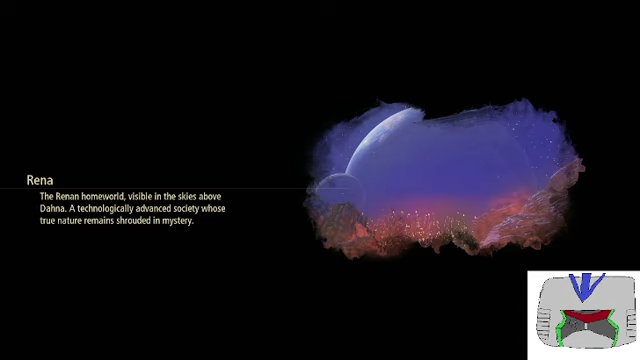 Rena
The Renan homeworld, visible in the skies above
Dahna. A technologically advanced society whose
true nature remains shrouded in mystery.